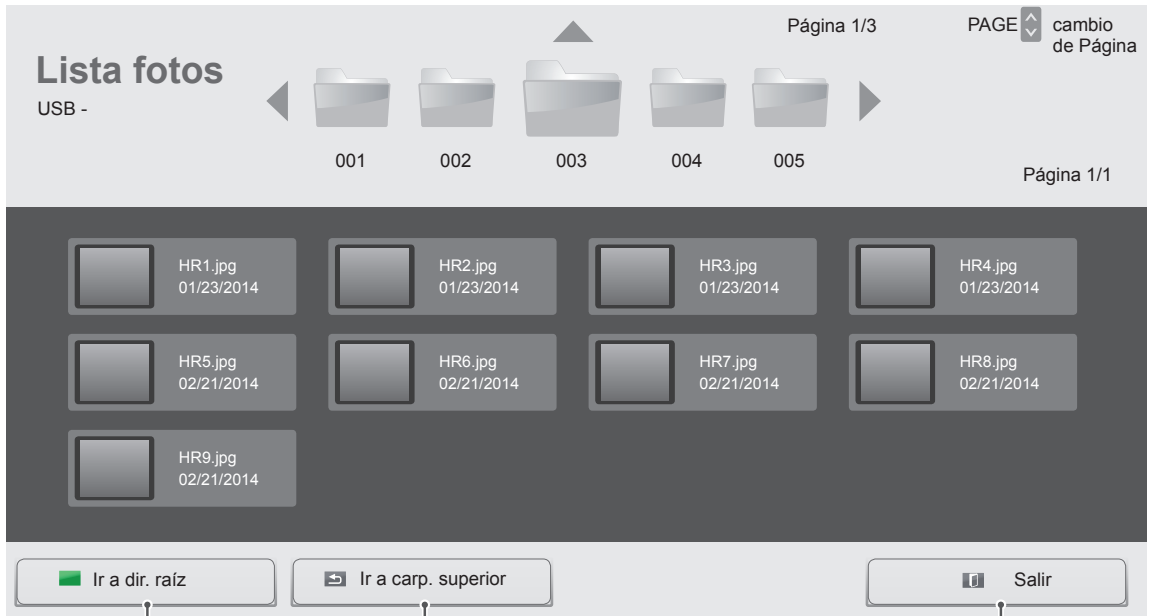 Página 1/3
PAGE cambio
de Página
Lista fotos
USB -
001 002 003 004 005
Página 1/1
HR1.jpg
01/23/2014
HR2.jpg
01/23/2014
HR3.jpg
01/23/2014
HR4.jpg
01/23/2014
HR5.jpg
02/21/2014
HR6.jpg
02/21/2014
HR7.jpg
02/21/2014
HR8.jpg
02/21/2014
HR9.jpg
02/21/2014
Ir a dir. raíz
Ir a carp. superior
Salir